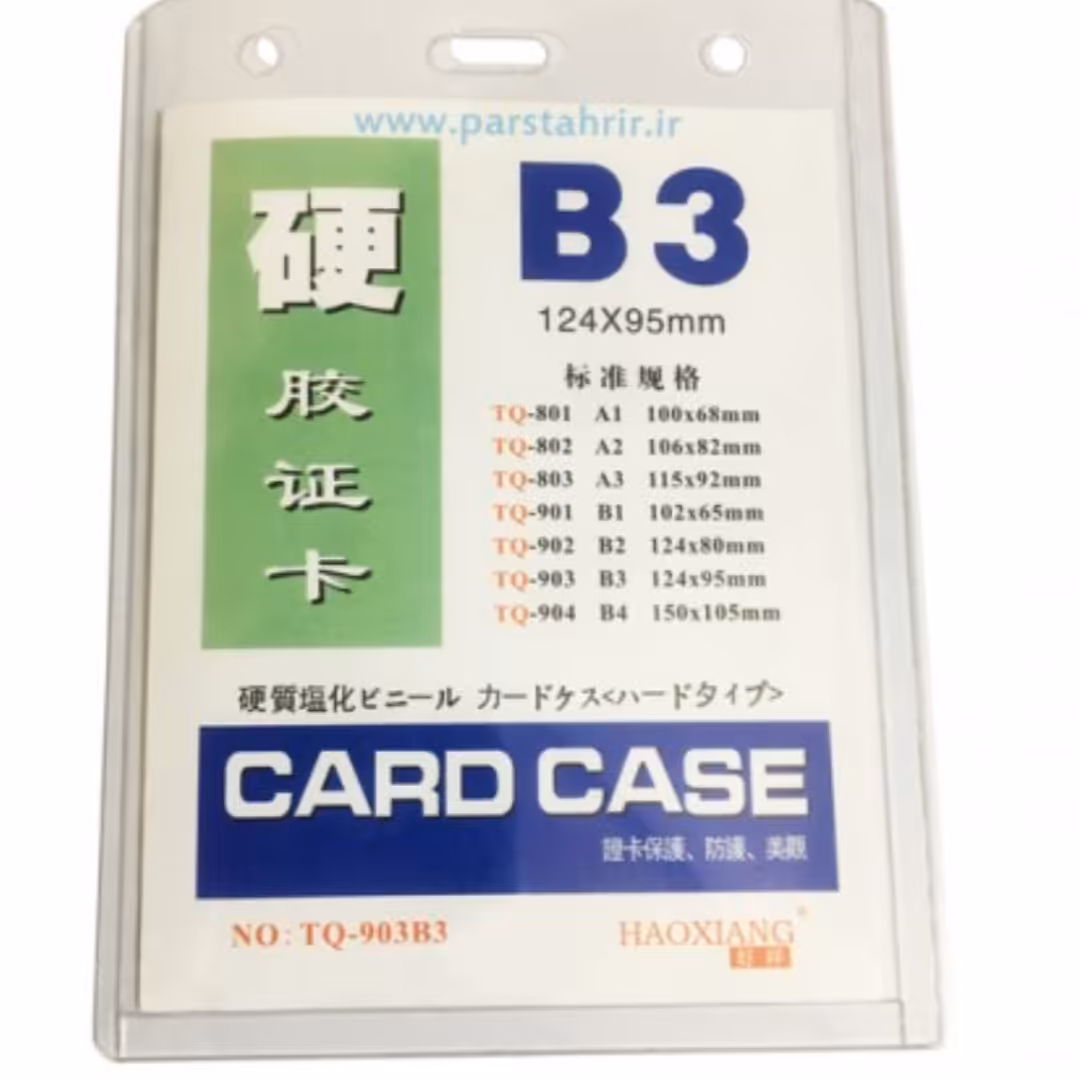 www.parstahrir.ir
硬
胶
证
卡
B3
124X95mm
标准规格
TQ-801 A1 100x68mm
TQ-802 A2 106x82mm
TQ-803 A3 115x92mm
TQ-901 B1 102x65mm
TQ-902 B2 124x80mm
TQ-903 B3 124x95mm
TQ-904 B4 150x105mm
硬質塩化ビニール カードケス<ハードタイプ>
CARD CASE
證卡保護、防護、美觀
NO: TQ-903B3
HAOXIANG®
好祥